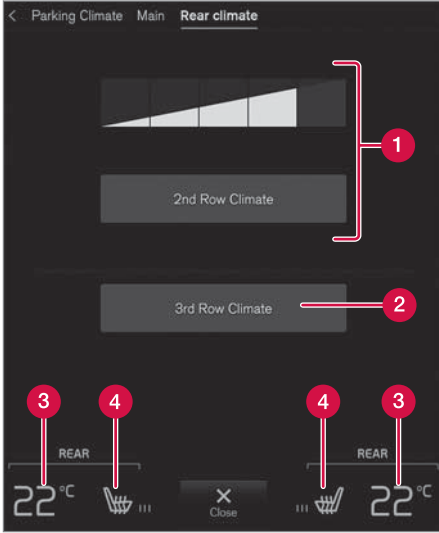 < Parking Climate Main Rear climate
1
2nd Row Climate
3rd Row Climate
2
3 4 4 3
REAR REAR
22°C 22°C
Close